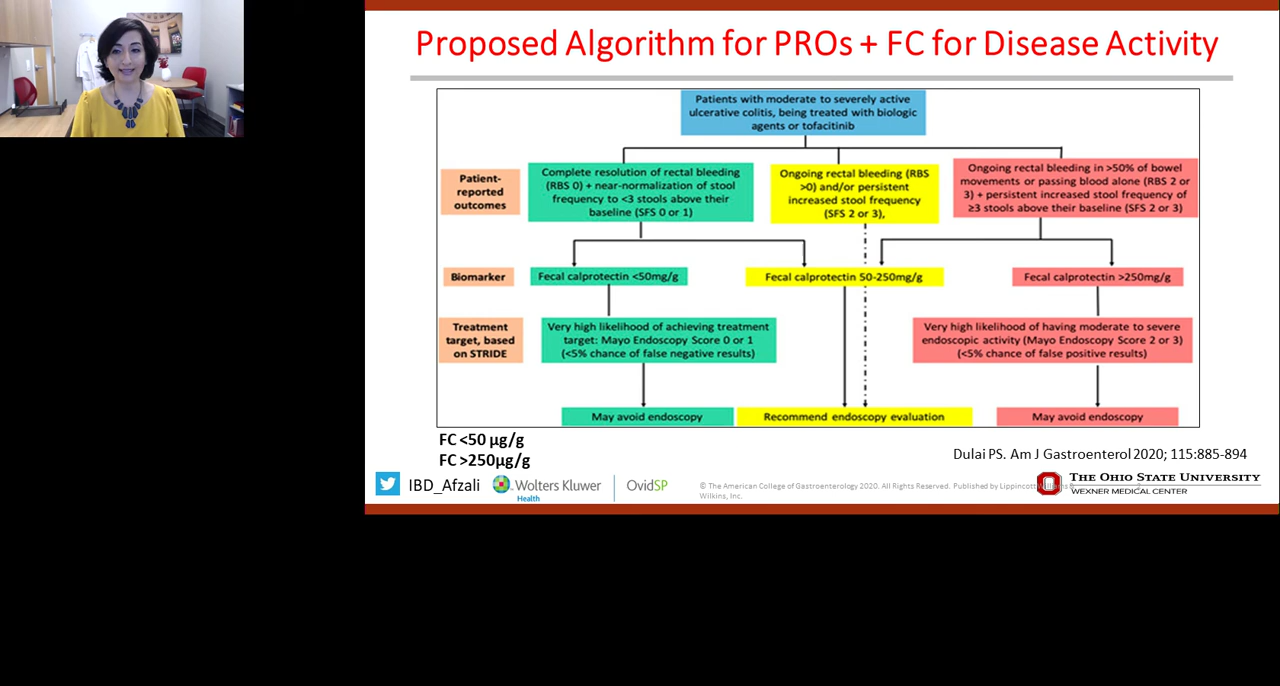 Proposed Algorithm for PROs + FC for Disease Activity
Patients with moderate to severely active
ulcerative colitis, being treated with biologic
agents or tofacitinib
Patient-
reported
outcomes
Complete resolution of rectal bleeding
(RBS 0) + near-normalization of stool
frequency to <3 stools above their
baseline (SFS 0 or 1)
Ongoing rectal bleeding (RBS
>0) and/or persistent
increased stool frequency
(SFS 2 or 3),
Ongoing rectal bleeding in >50% of bowel
movements or passing blood alone (RBS 2 or
3) + persistent increased stool frequency of
≥3 stools above their baseline (SFS 2 or 3)
Biomarker
Fecal calprotectin <50mg/g
Fecal calprotectin 50-250mg/g
Fecal calprotectin >250mg/g
Treatment
target, based
on STRIDE
Very high likelihood of achieving treatment
target: Mayo Endoscopy Score 0 or 1
(<5% chance of false negative results)
Very high likelihood of having moderate to severe
endoscopic activity (Mayo Endoscopy Score 2 or 3)
(<5% chance of false positive results)
May avoid endoscopy
Recommend endoscopy evaluation
May avoid endoscopy
FC <50 µg/g
FC >250µg/g
Dulai PS. Am J Gastroenterol 2020; 115:885-894
IBD_Afzali
Wolters Kluwer
Health
OvidSP
© The American College of Gastroenterology 2020. All Rights Reserved. Published by Lippincott Williams &
Wilkins, Inc.
THE OHIO STATE UNIVERSITY
WEXNER MEDICAL CENTER